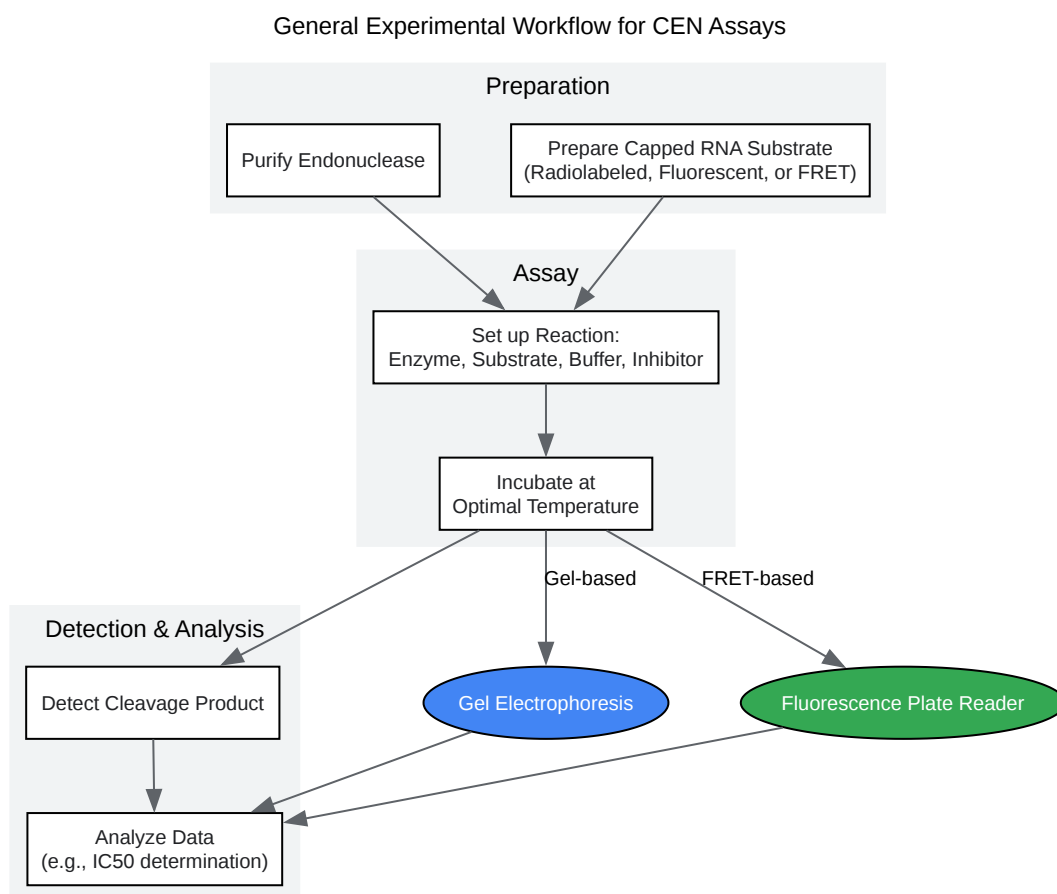 General Experimental Workflow for CEN Assays
Preparation
Purify Endonuclease
Prepare Capped RNA Substrate
(Radiolabeled, Fluorescent, or FRET)
Assay
Set up Reaction:
Enzyme, Substrate, Buffer, Inhibitor
Incubate at
Optimal Temperature
Gel-based
FRET-based
Detection & Analysis
Detect Cleavage Product
Gel Electrophoresis
Fluorescence Plate Reader
Analyze Data
(e.g., IC50 determination)